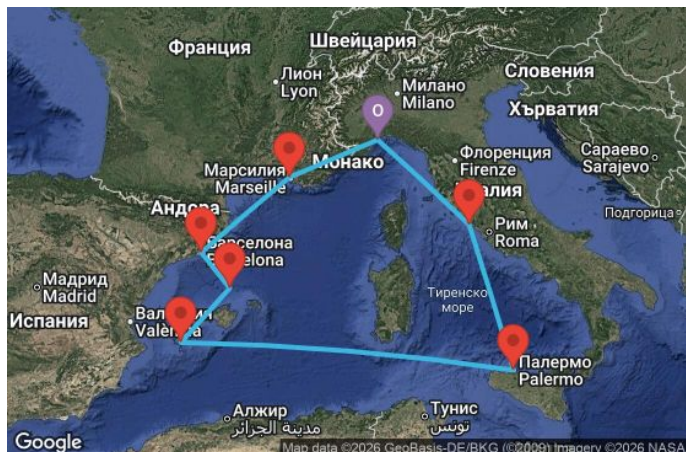 Швейцария
Франция
Словения
Лион
Lyon
Милано
Milano
Хърватия
О
Сараево
Sarajevo
Монако
Флоренция
Firenze
Марсилия
Marseille
Андора
Подгорица
Рим
Roma
Барселона
Мадрид
Madrid
Тиренско
море
València
Испания
Палермо
Palermo
Алжир
مدينة الجزائر
Тунис
تونس
Google
Map data ©2026 GeoBasis-DE/BKG (©2009) Imagery ©2026 NASA